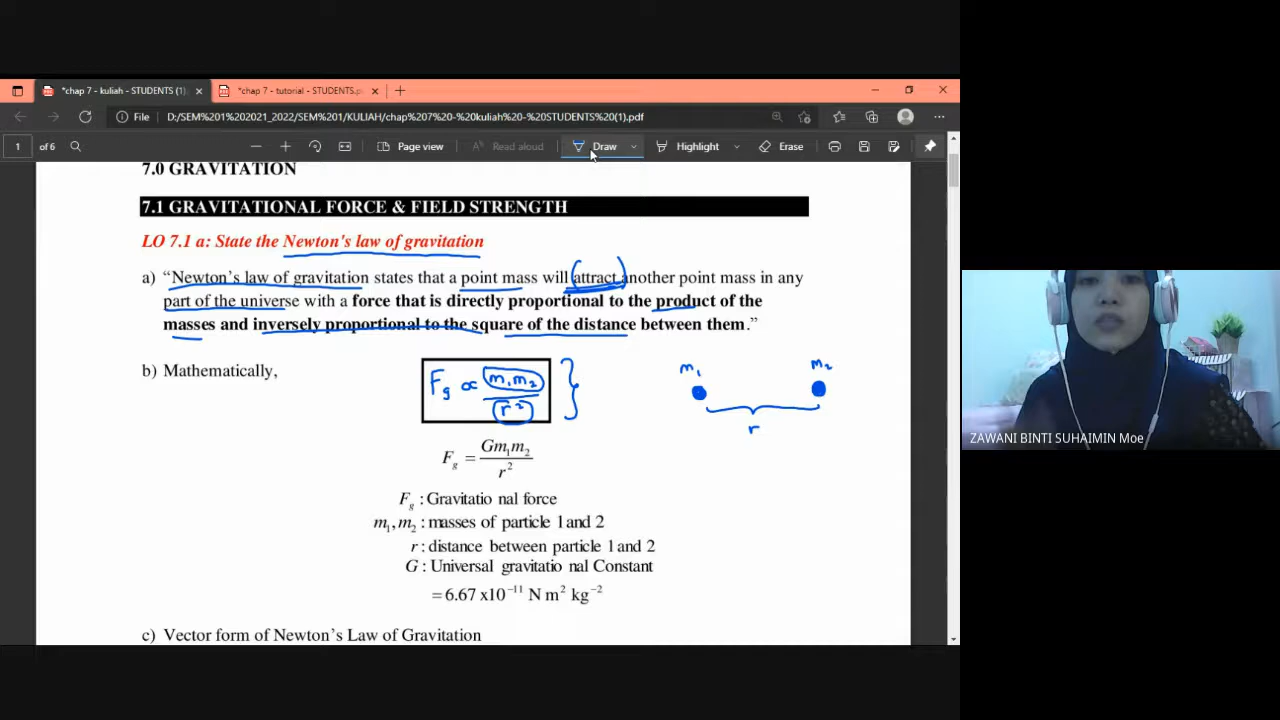 *chap 7 - kuliah - STUDENTS (1).
*chap 7 - tutorial - STUDENTS.p
File
D:/SEM%201%202021_2022/SEM%201/KULIAH/chap%207%20-%20kuliah%20-%20STUDENTS%20(1).pdf
1 of 6
Page view
Read aloud
Draw
Highlight
Erase
7.0 GRAVITATION
7.1 GRAVITATIONAL FORCE & FIELD STRENGTH
LO 7.1 a: State the Newton's law of gravitation
a) “Newton’s law of gravitation states that a point mass will attract another point mass in any
part of the universe with a force that is directly proportional to the product of the
masses and inversely proportional to the square of the distance between them.”
b) Mathematically,
Fg ∝ m1m2 / r²
m1
m2
r
Fg = Gm1m2 / r²
Fg : Gravitatio nal force
m1, m2 : masses of particle 1 and 2
r : distance between particle 1 and 2
G : Universal gravitatio nal Constant
= 6.67 x10⁻¹¹ N m² kg⁻²
c) Vector form of Newton’s Law of Gravitation
ZAWANI BINTI SUHAIMIN Moe